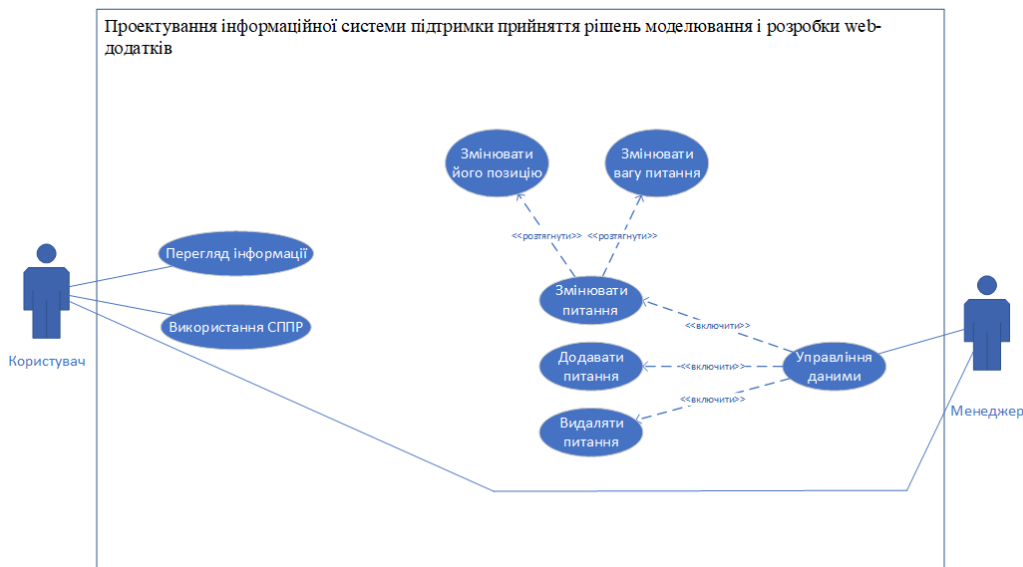 Проектування інформаційної системи підтримки прийняття рішень моделювання і розробки web-
додатків
Змінювати
його позицію
Змінювати
вагу питання
<<розтягнути>>
<<розтягнути>>
Перегляд інформації
Змінювати
питання
Використання СППР
<<включити>>
Користувач
Додавати
питання
<<включити>>
Управління
даними
<<включити>>
Менеджер
Видаляти
питання